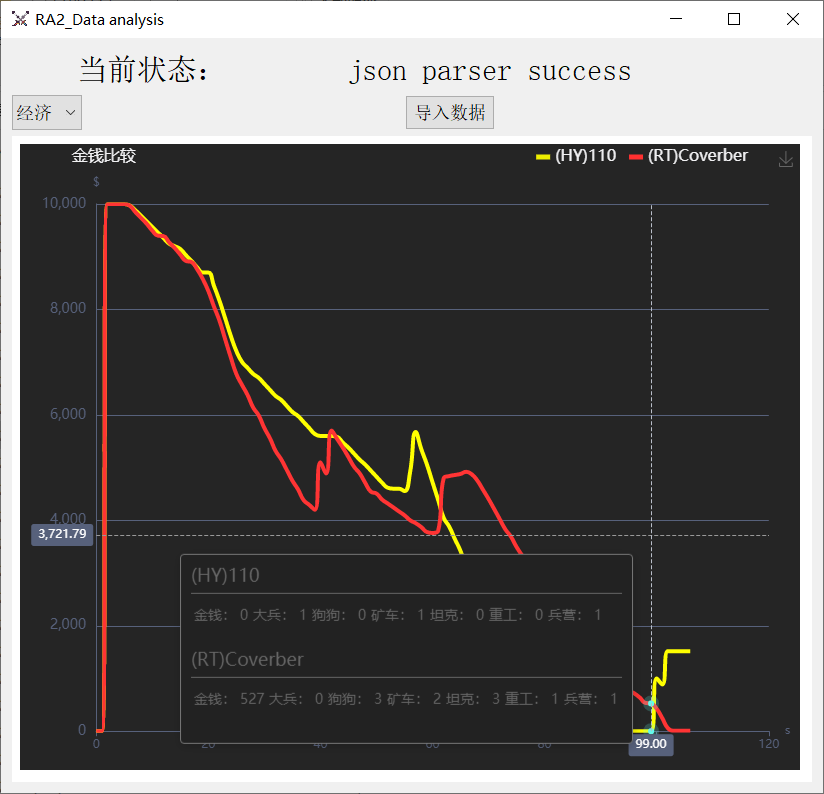 RA2_Data analysis
当前状态： json parser success
经济 导入数据
金钱比较 (HY)110 (RT)Coverber
$
10,000
8,000
6,000
4,000
3,721.79
(HY)110
金钱： 0 大兵： 1 狗狗： 0 矿车： 1 坦克： 0 重工： 0 兵营： 1
2,000
(RT)Coverber
金钱： 527 大兵： 0 狗狗： 3 矿车： 2 坦克： 3 重工： 1 兵营： 1
0 s
0 20 40 60 80 99.00 120